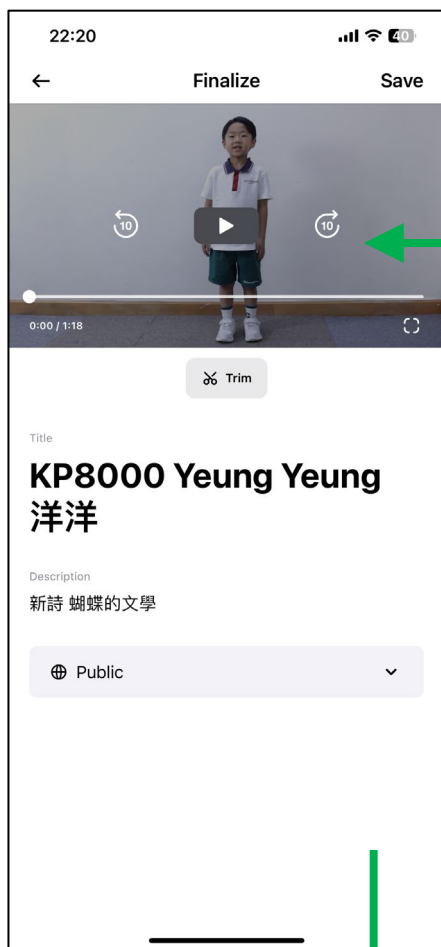 22:20
40
Finalize
Save
10
10
0:00 / 1:18
Trim
Title
KP8000 Yeung Yeung
洋洋
Description
新詩 蝴蝶的文學
Public